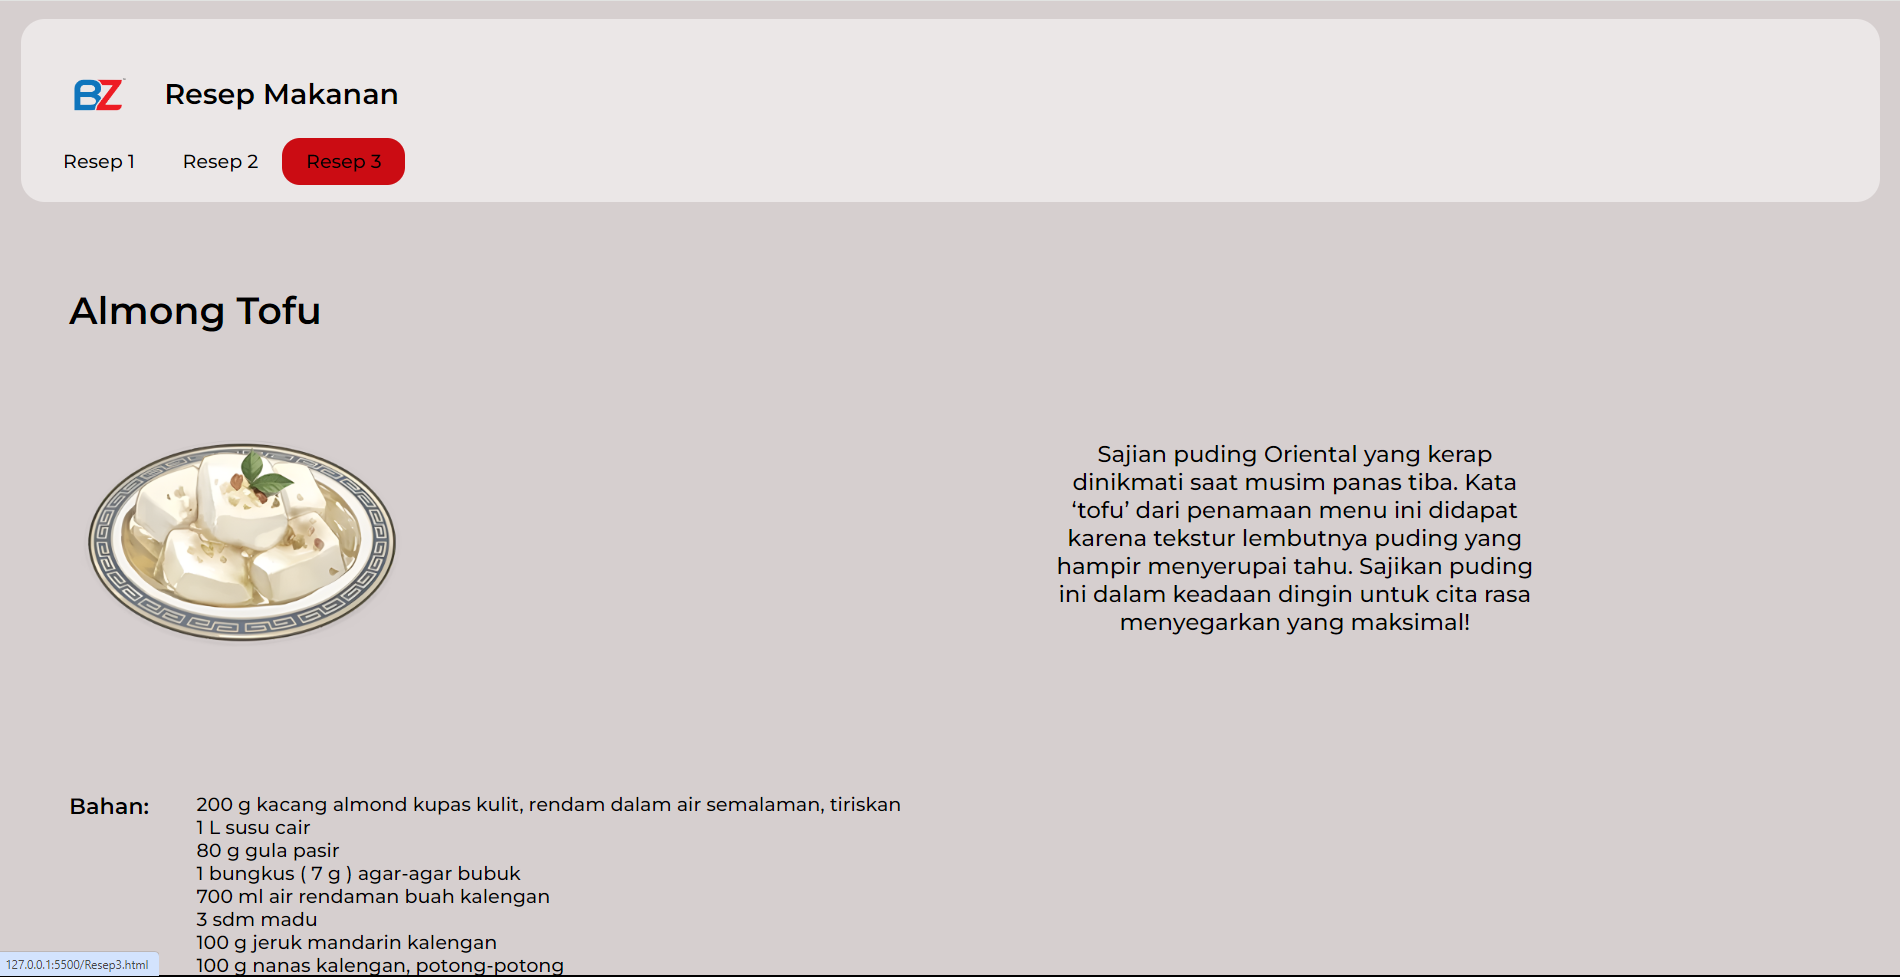 BZ
Resep Makanan
Resep 1 Resep 2 Resep 3
Almong Tofu
Sajian puding Oriental yang kerap
dinikmati saat musim panas tiba. Kata
‘tofu’ dari penamaan menu ini didapat
karena tekstur lembutnya puding yang
hampir menyerupai tahu. Sajikan puding
ini dalam keadaan dingin untuk cita rasa
menyegarkan yang maksimal!
Bahan:
200 g kacang almond kupas kulit, rendam dalam air semalaman, tiriskan
1 L susu cair
80 g gula pasir
1 bungkus ( 7 g ) agar-agar bubuk
700 ml air rendaman buah kalengan
3 sdm madu
100 g jeruk mandarin kalengan
100 g nanas kalengan, potong-potong
127.0.0.1:5500/Resep3.html